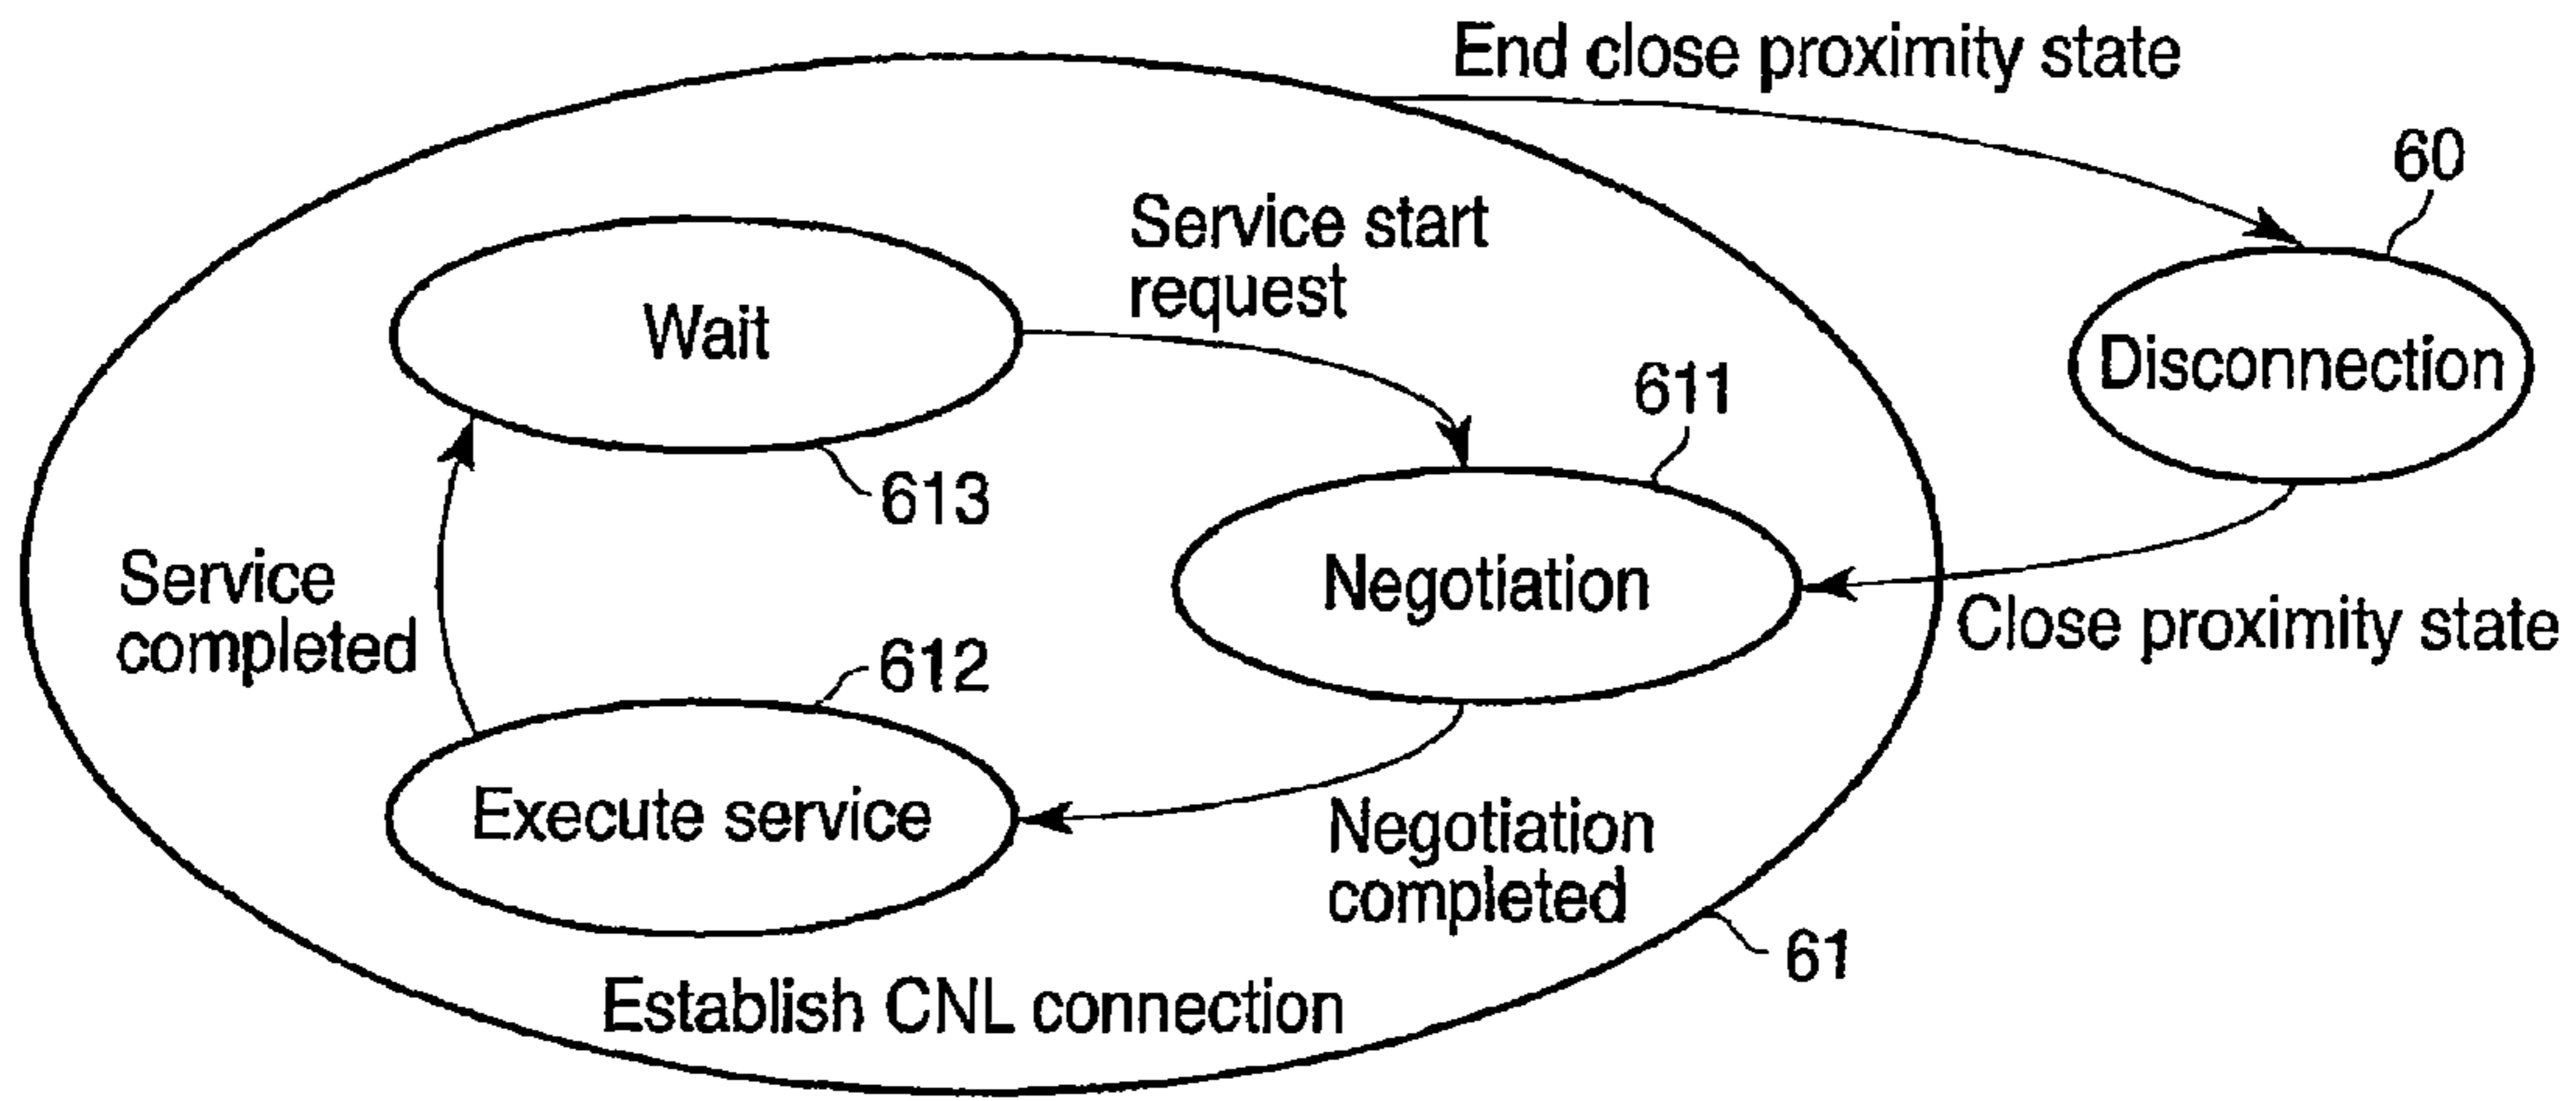 End close proximity state
60
Service start
request
Wait
Disconnection
611
613
Negotiation
Service
completed
Close proximity state
612
Execute service
Negotiation
completed
61
Establish CNL connection